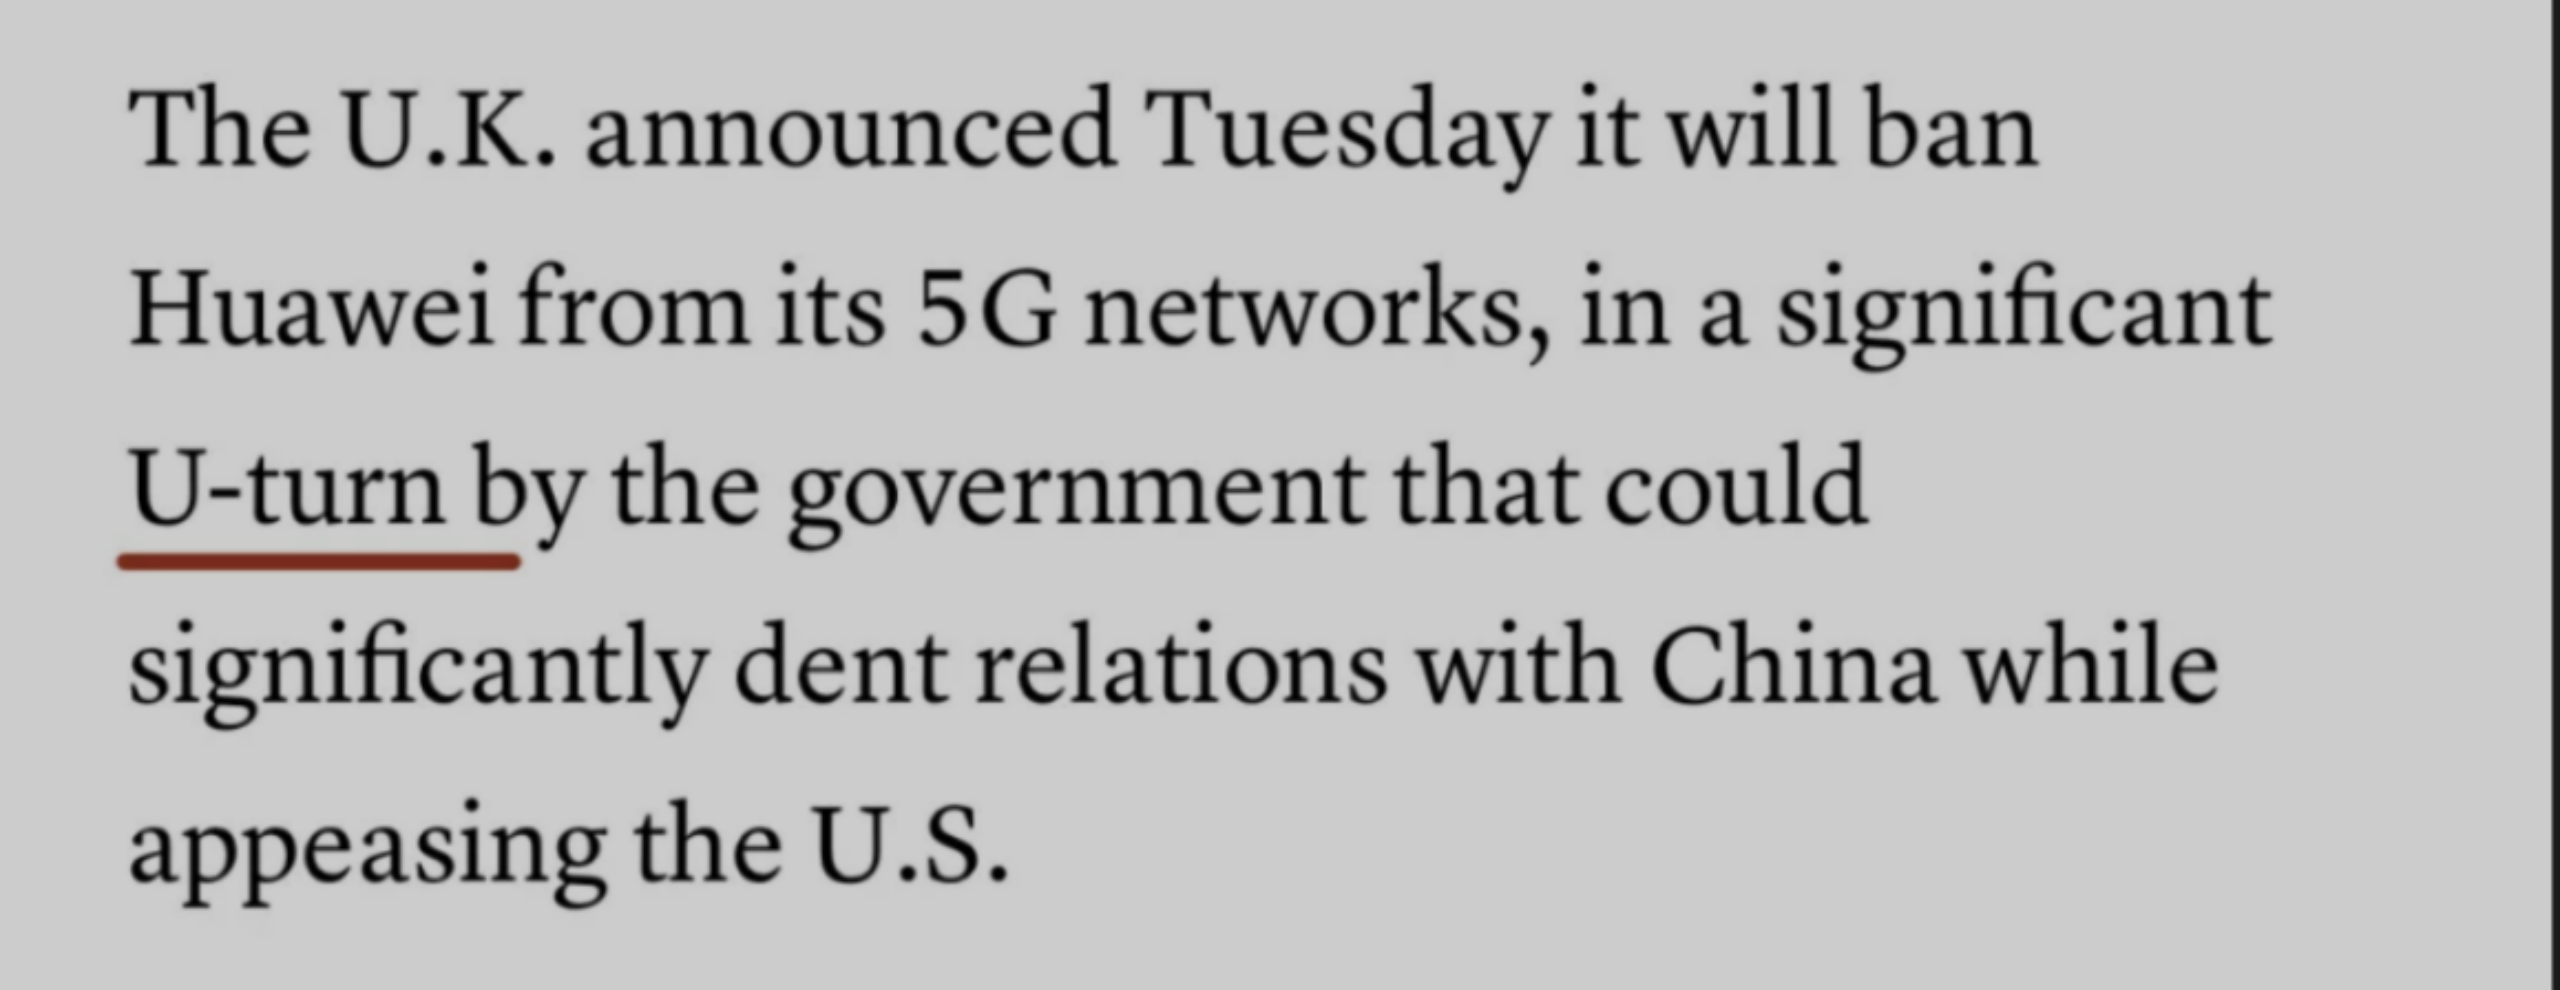 The U.K. announced Tuesday it will ban
Huawei from its 5G networks, in a significant
U-turn by the government that could
significantly dent relations with China while
appeasing the U.S.